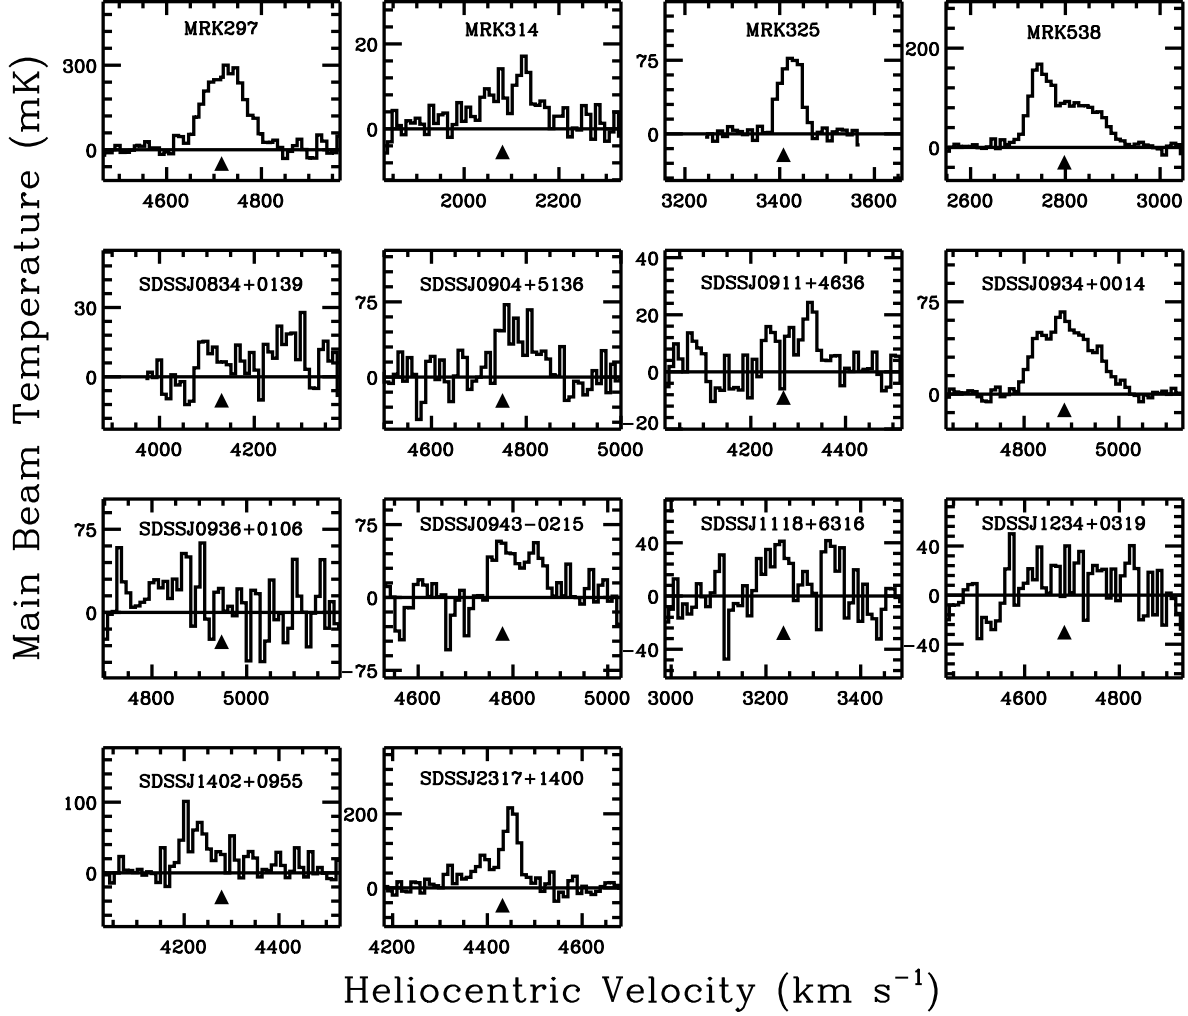 Main Beam Temperature (mK)
MRK297
300
0
4600 4800
MRK314
20
0
2000 2200
MRK325
75
0
3200 3400 3600
MRK538
200
0
2600 2800 3000
SDSSJ0834+0139
30
0
4000 4200
SDSSJ0904+5136
75
0
4600 4800 5000
SDSSJ0911+4636
40
20
0
−20
4200 4400
SDSSJ0934+0014
75
0
4800 5000
SDSSJ0936+0106
75
0
4800 5000
SDSSJ0943−0215
75
0
−75
4600 4800 5000
SDSSJ1118+6316
40
0
−40
3000 3200 3400
SDSSJ1234+0319
40
0
−40
4600 4800
SDSSJ1402+0955
100
0
4200 4400
SDSSJ2317+1400
200
0
4200 4400 4600
Heliocentric Velocity (km s⁻¹)